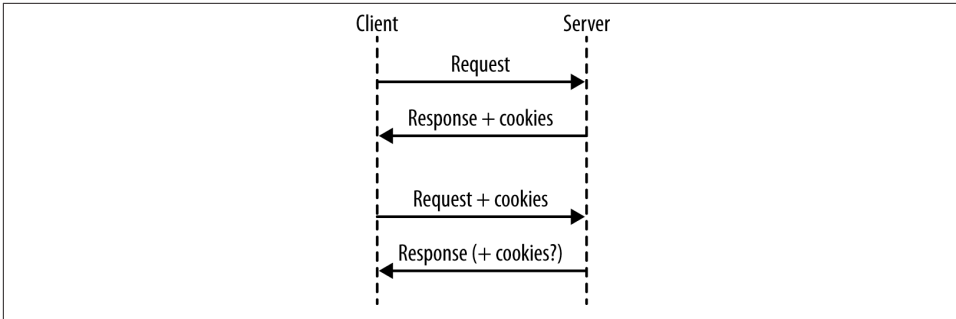 Client Server
Request
Response + cookies
Request + cookies
Response (+ cookies?)